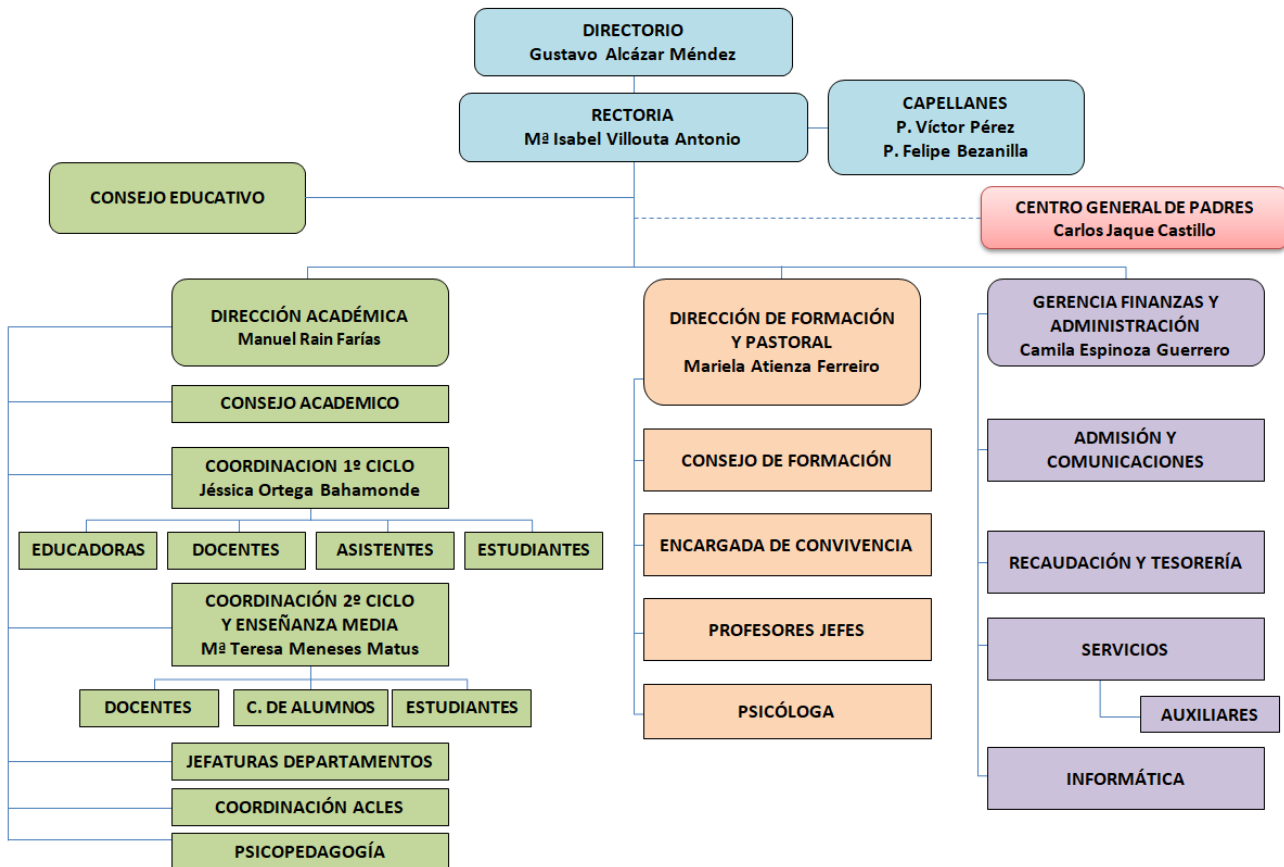 DIRECTORIO
Gustavo Alcázar Méndez
RECTORIA
Mª Isabel Villouta Antonio
CAPELLANES
P. Víctor Pérez
P. Felipe Bezanilla
CONSEJO EDUCATIVO
CENTRO GENERAL DE PADRES
Carlos Jaque Castillo
DIRECCIÓN ACADÉMICA
Manuel Rain Farías
CONSEJO ACADEMICO
COORDINACION 1º CICLO
Jéssica Ortega Bahamonde
EDUCADORAS
DOCENTES
ASISTENTES
ESTUDIANTES
COORDINACIÓN 2º CICLO
Y ENSEÑANZA MEDIA
Mª Teresa Meneses Matus
DOCENTES
C. DE ALUMNOS
ESTUDIANTES
JEFATURAS DEPARTAMENTOS
COORDINACIÓN ACLES
PSICOPEDAGOGÍA
DIRECCIÓN DE FORMACIÓN
Y PASTORAL
Mariela Atienza Ferreiro
CONSEJO DE FORMACIÓN
ENCARGADA DE CONVIVENCIA
PROFESORES JEFES
PSICÓLOGA
GERENCIA FINANZAS Y
ADMINISTRACIÓN
Camila Espinoza Guerrero
ADMISIÓN Y
COMUNICACIONES
RECAUDACIÓN Y TESORERÍA
SERVICIOS
AUXILIARES
INFORMÁTICA